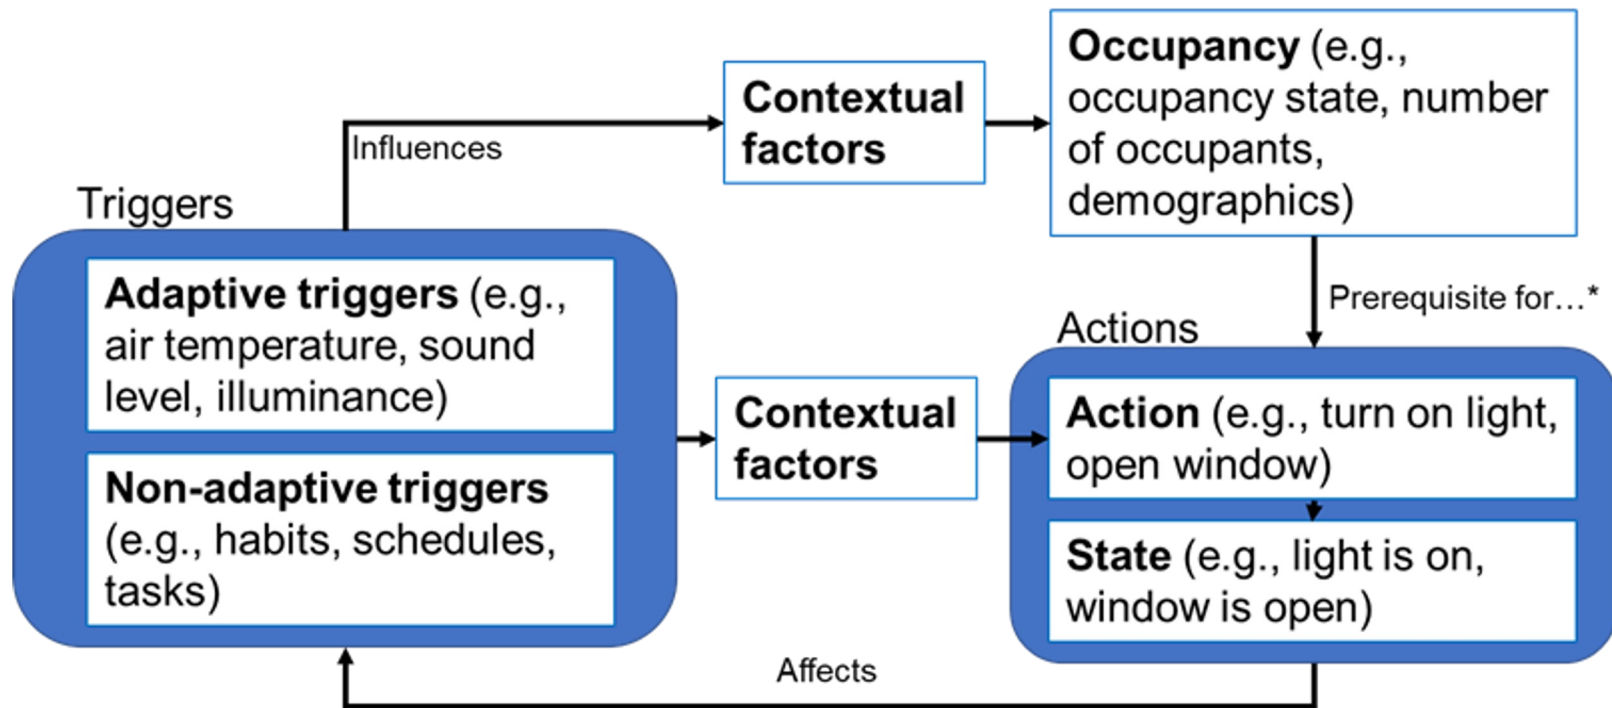 Occupancy (e.g.,
occupancy state, number
of occupants,
demographics)
Contextual
factors
Influences
Triggers
Adaptive triggers (e.g.,
air temperature, sound
level, illuminance)
Non-adaptive triggers
(e.g., habits, schedules,
tasks)
Contextual
factors
Prerequisite for…*
Actions
Action (e.g., turn on light,
open window)
State (e.g., light is on,
window is open)
Affects